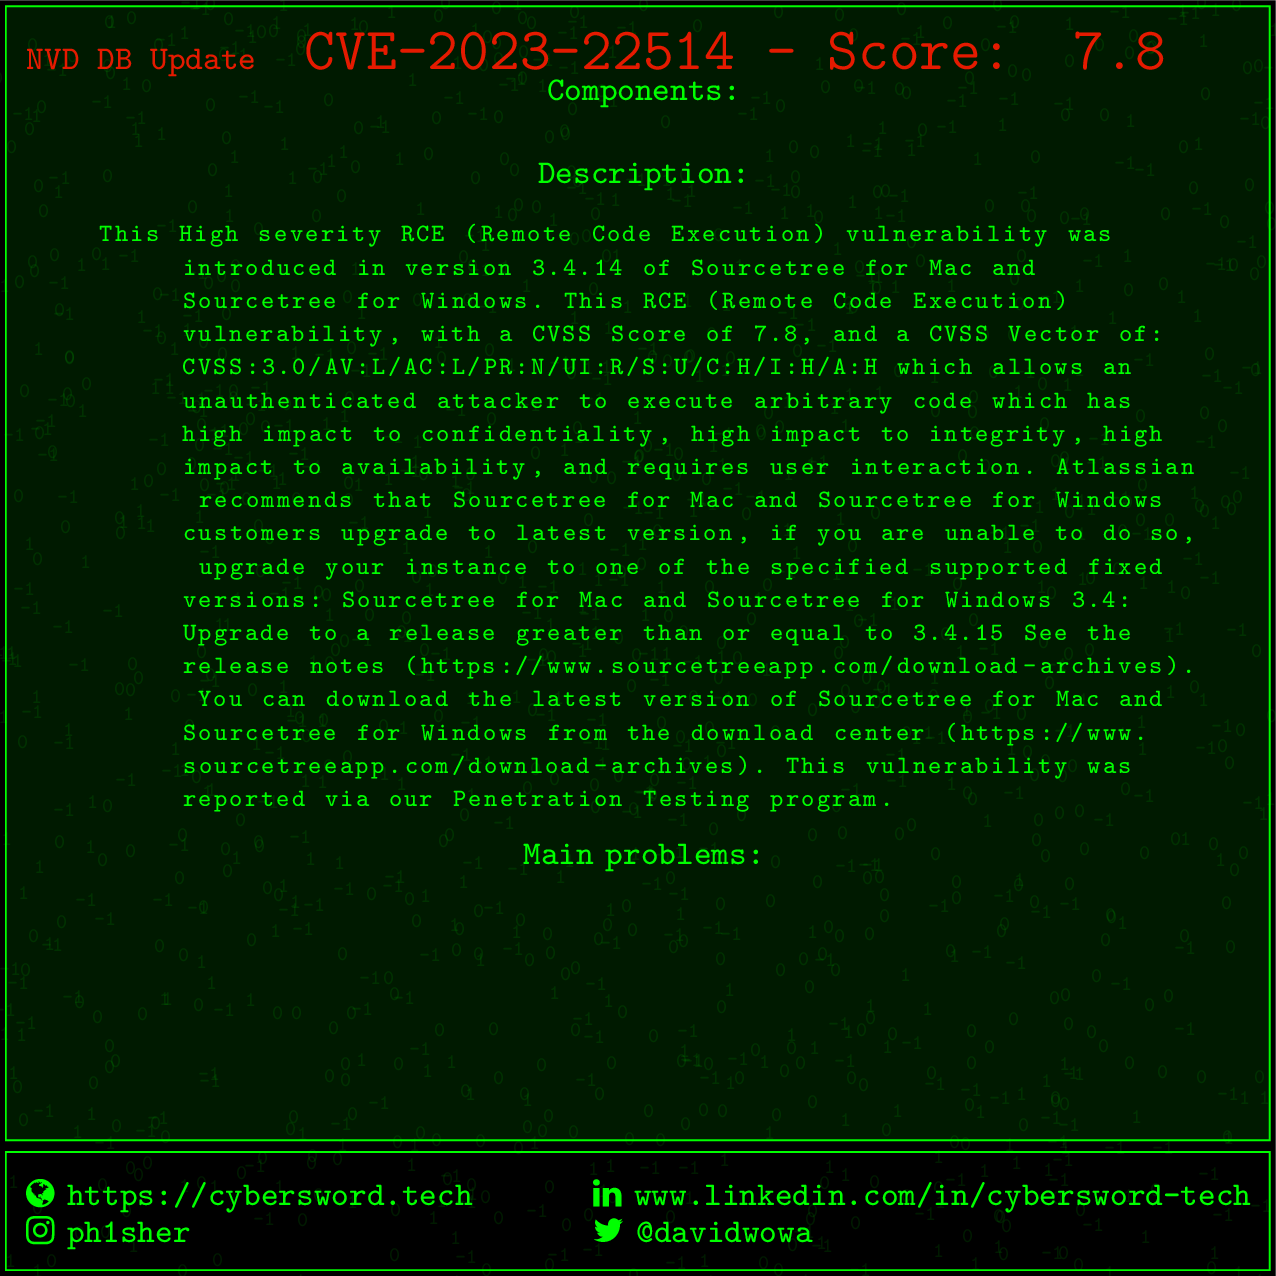 NVD DB Update CVE-2023-22514 - Score: 7.8
Components:
Description:
This High severity RCE (Remote Code Execution) vulnerability was
introduced in version 3.4.14 of Sourcetree for Mac and
Sourcetree for Windows. This RCE (Remote Code Execution)
vulnerability, with a CVSS Score of 7.8, and a CVSS Vector of:
CVSS:3.0/AV:L/AC:L/PR:N/UI:R/S:U/C:H/I:H/A:H which allows an
unauthenticated attacker to execute arbitrary code which has
high impact to confidentiality, high impact to integrity, high
impact to availability, and requires user interaction. Atlassian
recommends that Sourcetree for Mac and Sourcetree for Windows
customers upgrade to latest version, if you are unable to do so,
upgrade your instance to one of the specified supported fixed
versions: Sourcetree for Mac and Sourcetree for Windows 3.4:
Upgrade to a release greater than or equal to 3.4.15 See the
release notes (https://www.sourcetreeapp.com/download-archives).
You can download the latest version of Sourcetree for Mac and
Sourcetree for Windows from the download center (https://www.
sourcetreeapp.com/download-archives). This vulnerability was
reported via our Penetration Testing program.
Main problems:
https://cybersword.tech www.linkedin.com/in/cybersword-tech
ph1sher @davidwowa